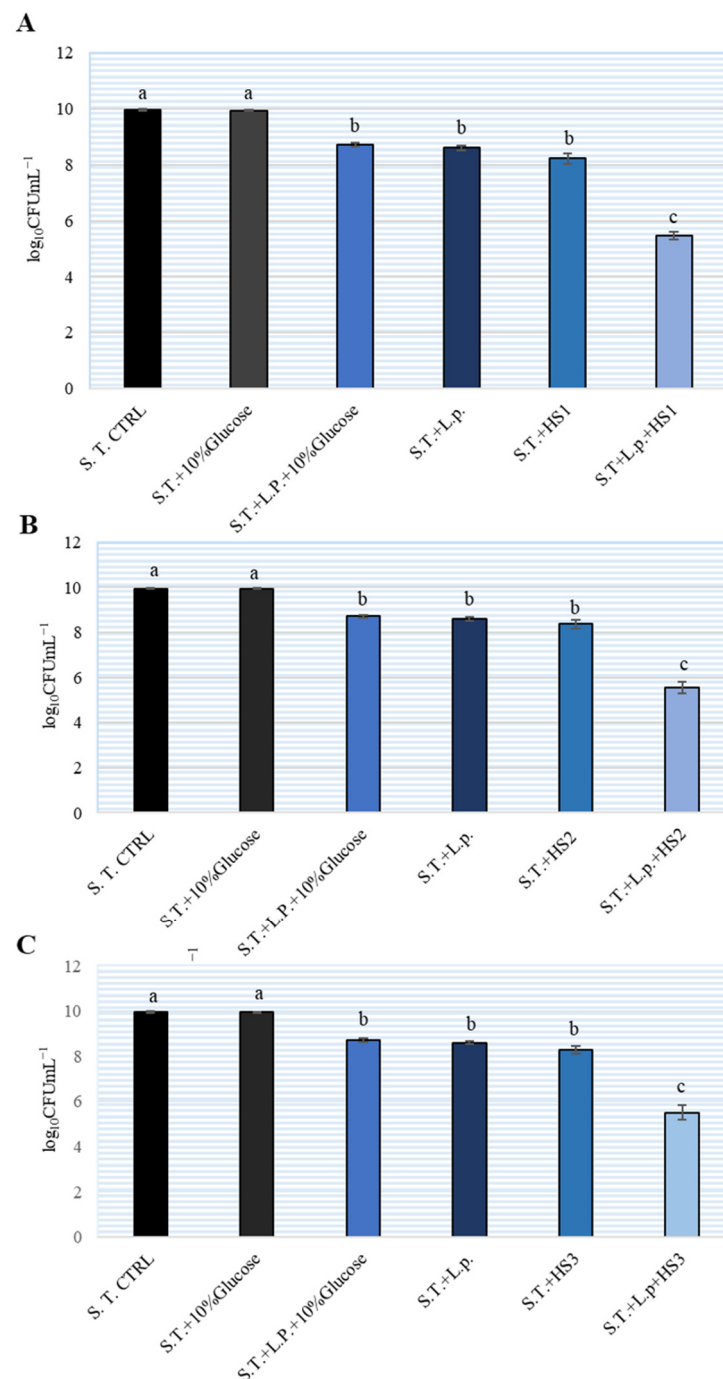 A
12
10
8
6
4
2
0
log₁₀CFUmL⁻¹
a
a
b
b
b
c
S. T. CTRL
S.T.+10%Glucose
S.T.+L.P.+10%Glucose
S.T.+L.p.
S.T.+HS1
S.T+L.p.+HS1
B
12
10
8
6
4
2
0
log₁₀CFUmL⁻¹
a
a
b
b
b
c
S. T. CTRL
S.T.+10%Glucose
S.T.+L.P.+10%Glucose
S.T.+L.p.
S.T.+HS2
S.T.+L.p.+HS2
C
−1
12
10
8
6
4
2
0
log₁₀CFUmL⁻¹
a
a
b
b
b
c
S. T. CTRL
S.T.+10%Glucose
S.T.+L.P.+10%Glucose
S.T.+L.p.
S.T.+HS3
S.T.+L.p+HS3